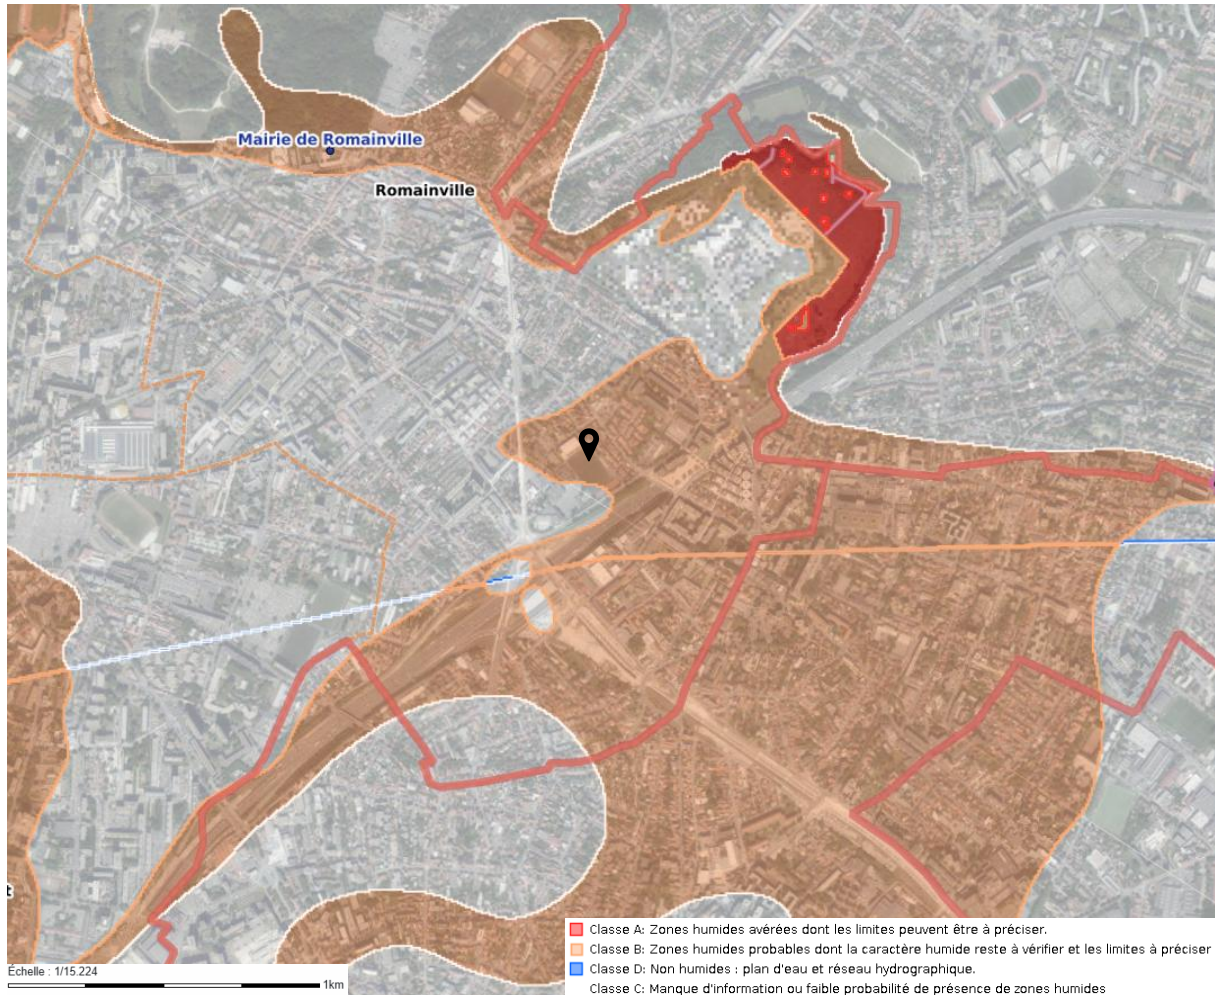 Mairie de Romainville
Romainville
t
Classe A: Zones humides avérées dont les limites peuvent être à préciser.
Classe B: Zones humides probables dont la caractère humide reste à vérifier et les limites à préciser
Classe D: Non humides : plan d'eau et réseau hydrographique.
Classe C: Manque d'information ou faible probabilité de présence de zones humides
Échelle : 1/15.224
1km